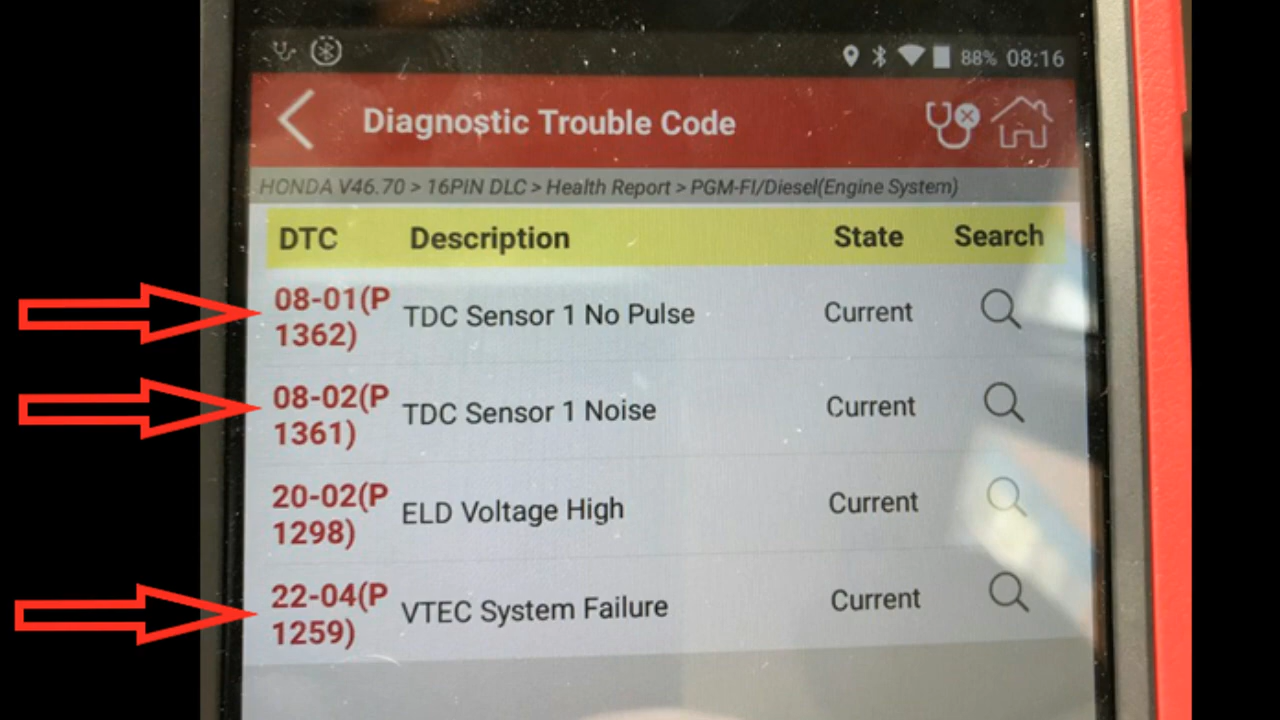 88% 08:16
Diagnostic Trouble Code
HONDA V46.70 > 16PIN DLC > Health Report > PGM-FI/Diesel(Engine System)
DTC Description State Search
08-01(P
1362) TDC Sensor 1 No Pulse Current
08-02(P
1361) TDC Sensor 1 Noise Current
20-02(P
1298) ELD Voltage High Current
22-04(P
1259) VTEC System Failure Current